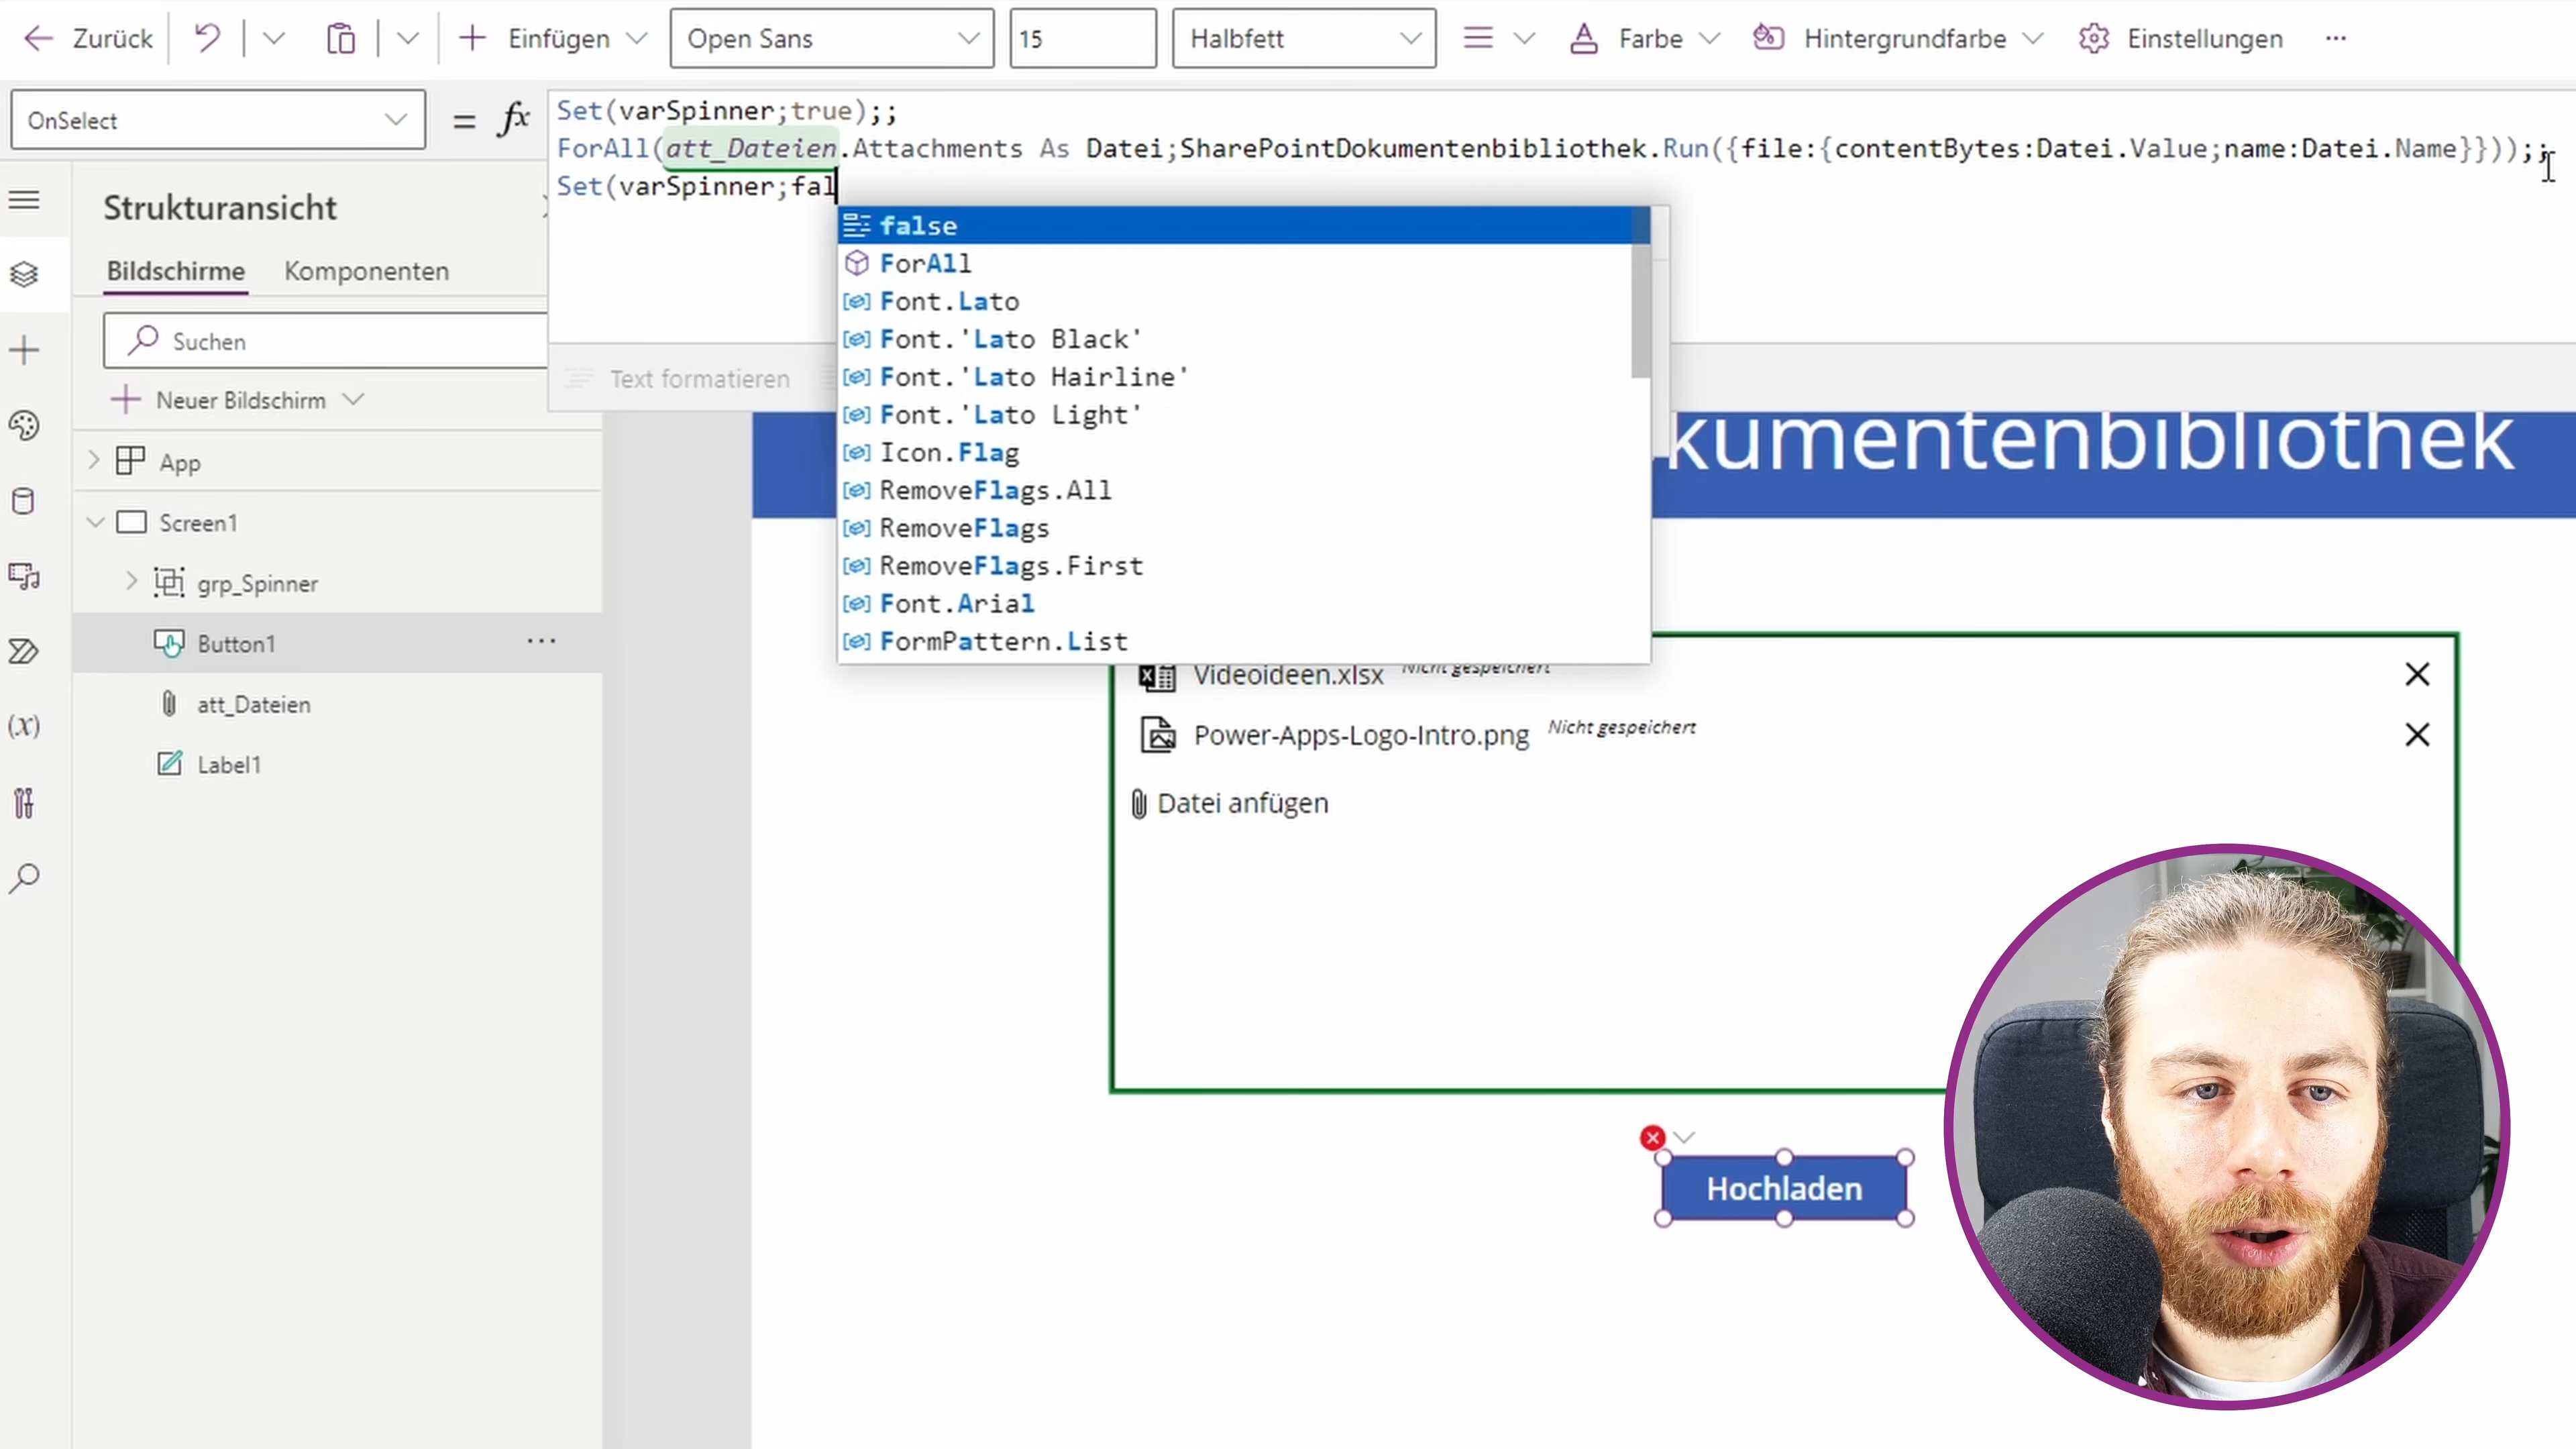 Zurück
Einfügen
Open Sans
15
Halbfett
Farbe
Hintergrundfarbe
Einstellungen
OnSelect
= fx
Set(varSpinner;true);;
ForAll(att_Dateien.Attachments As Datei;SharePointDokumentenbibliothek.Run({file:{contentBytes:Datei.Value;name:Datei.Name}}));;
Set(varSpinner;fal
false
ForAll
Font.Lato
Font.'Lato Black'
Font.'Lato Hairline'
Font.'Lato Light'
Icon.Flag
RemoveFlags.All
RemoveFlags
RemoveFlags.First
Font.Arial
FormPattern.List
Text formatieren
Strukturansicht
Bildschirme
Komponenten
Suchen
Neuer Bildschirm
App
Screen1
grp_Spinner
Button1
att_Dateien
Label1
(x)
kumentenbibliothek
Videoideen.xlsx Nicht gespeichert
Power-Apps-Logo-Intro.png Nicht gespeichert
Datei anfügen
Hochladen